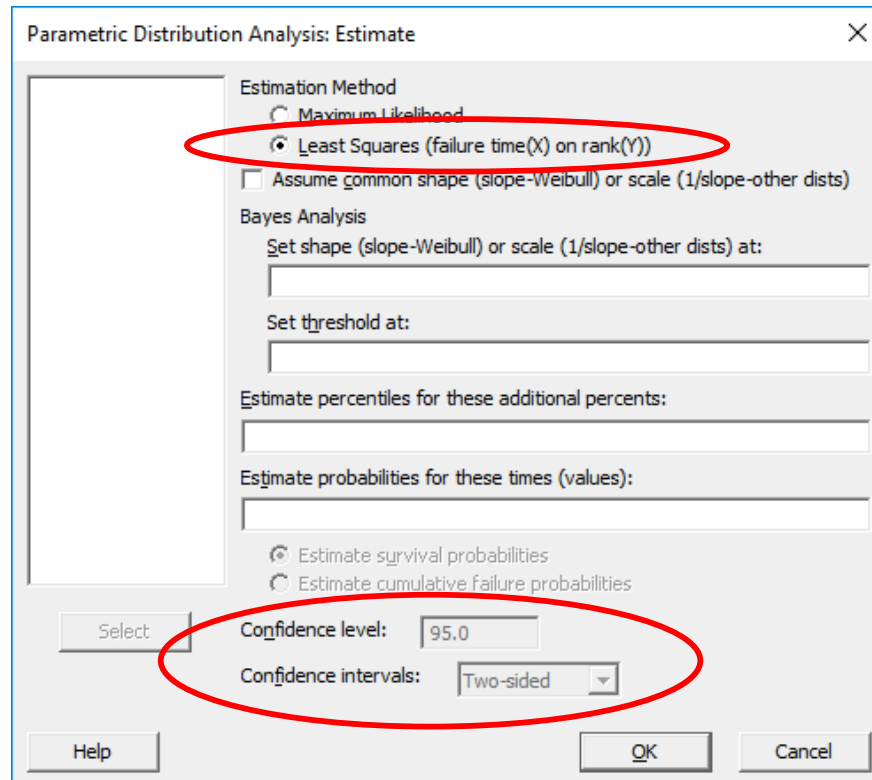 Parametric Distribution Analysis: Estimate
Estimation Method
Maximum Likelihood
Least Squares (failure time(X) on rank(Y))
Assume common shape (slope-Weibull) or scale (1/slope-other dists)
Bayes Analysis
Set shape (slope-Weibull) or scale (1/slope-other dists) at:
Set threshold at:
Estimate percentiles for these additional percents:
Estimate probabilities for these times (values):
Estimate survival probabilities
Estimate cumulative failure probabilities
Select
Confidence level: 95.0
Confidence intervals: Two-sided
Help OK Cancel